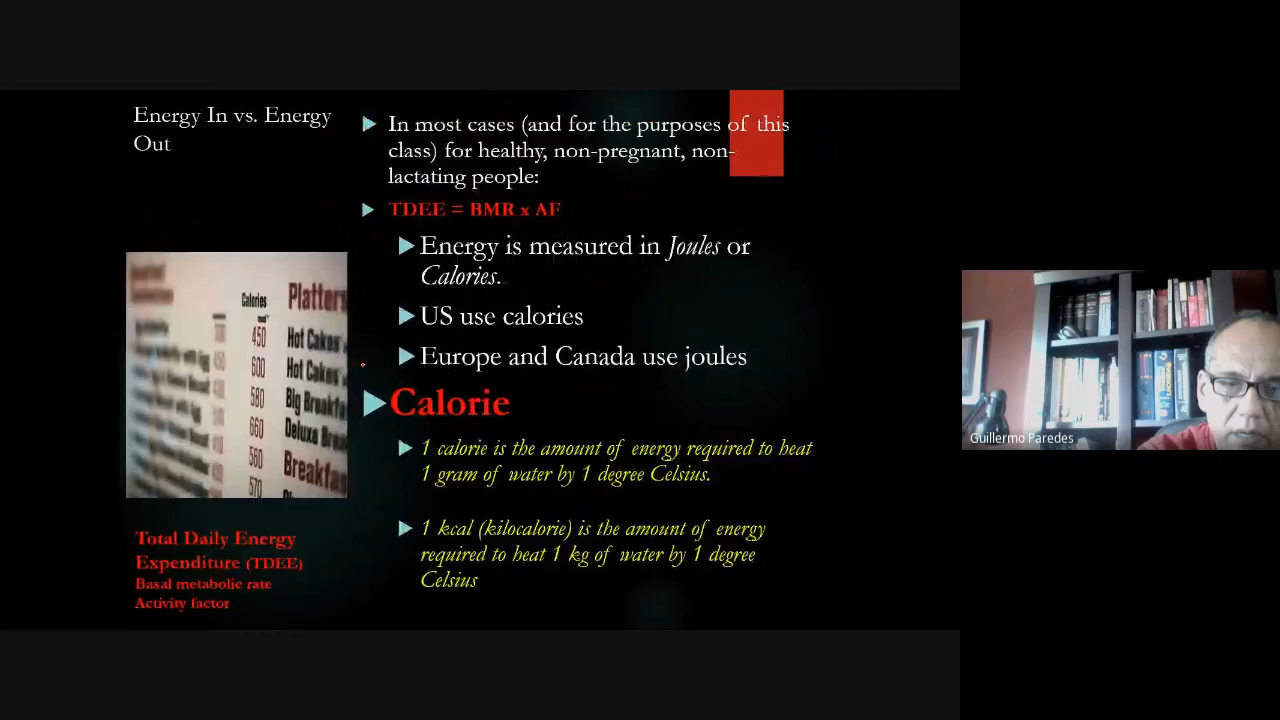 Energy In vs. Energy
Out
In most cases (and for the purposes of this
class) for healthy, non-pregnant, non-
lactating people:
TDEE = BMR x AF
Energy is measured in Joules or
Calories.
US use calories
Europe and Canada use joules
Calorie
1 calorie is the amount of energy required to heat
1 gram of water by 1 degree Celsius.
1 kcal (kilocalorie) is the amount of energy
required to heat 1 kg of water by 1 degree
Celsius
Calories
Platters
450 Hot Cakes
600 Hot Cakes
580 Big Breakfa
660 Deluxe Break
560 Breakfas
570
Total Daily Energy
Expenditure (TDEE)
Basal metabolic rate
Activity factor
Guillermo Paredes